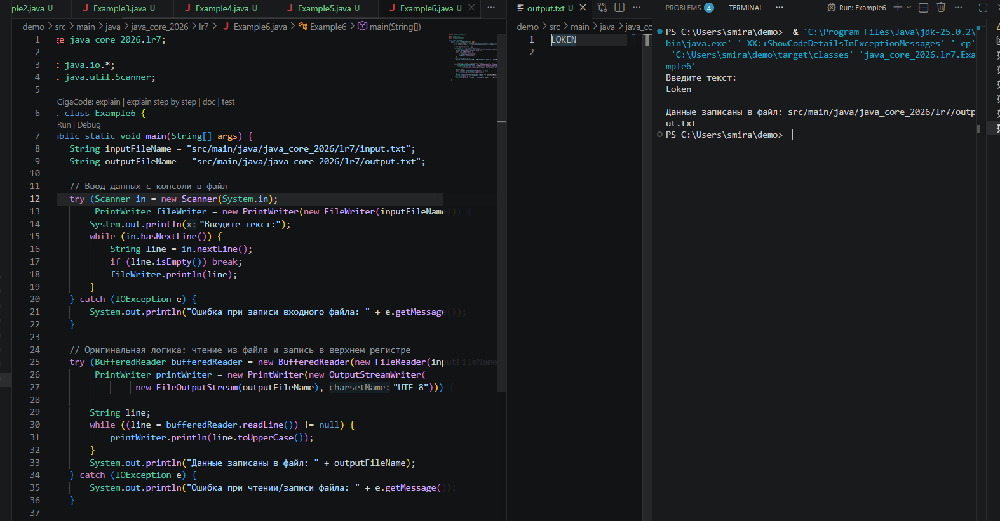 ple2.java U
Example3.java U
Example4.java U
Example5.java U
Example6.java U
demo > src > main > java > java_core_2026 > lr7 > Example6.java > Example6 > main(String[])
1 ge java_core_2026.lr7;
2
3 t java.io.*;
4 t java.util.Scanner;
5
GigaCode: explain | explain step by step | doc | test
6 c class Example6 {
Run | Debug
7 ublic static void main(String[] args) {
8 String inputFileName = "src/main/java/java_core_2026/lr7/input.txt";
9 String outputFileName = "src/main/java/java_core_2026/lr7/output.txt";
10
11 // Ввод данных с консоли в файл
12 try (Scanner in = new Scanner(System.in);
13 PrintWriter fileWriter = new PrintWriter(new FileWriter(inputFileName))) {
14 System.out.println(x: "Введите текст:");
15 while (in.hasNextLine()) {
16 String line = in.nextLine();
17 if (line.isEmpty()) break;
18 fileWriter.println(line);
19 }
20 } catch (IOException e) {
21 System.out.println("Ошибка при записи входного файла: " + e.getMessage());
22 }
23
24 // Оригинальная логика: чтение из файла и запись в верхнем регистре
25 try (BufferedReader bufferedReader = new BufferedReader(new FileReader(inputFileName
26 PrintWriter printWriter = new PrintWriter(new OutputStreamWriter(
27 new FileOutputStream(outputFileName), charsetName: "UTF-8"))) {
28
29 String line;
30 while ((line = bufferedReader.readLine()) != null) {
31 printWriter.println(line.toUpperCase());
32 }
33 System.out.println("Данные записаны в файл: " + outputFileName);
34 } catch (IOException e) {
35 System.out.println("Ошибка при чтении/записи файла: " + e.getMessage());
36 }
37
output.txt U
demo > src > main > java > java_co
1 LOKEN
2
PROBLEMS 4 TERMINAL ··· Run: Example6
PS C:\Users\smira\demo>  & 'C:\Program Files\Java\jdk-25.0.2\
bin\java.exe' '-XX:+ShowCodeDetailsInExceptionMessages' '-cp'
'C:\Users\smira\demo\target\classes' 'java_core_2026.lr7.Exa
mple6'
Введите текст:
Loken
Данные записаны в файл: src/main/java/java_core_2026/lr7/outp
ut.txt
PS C:\Users\smira\demo>